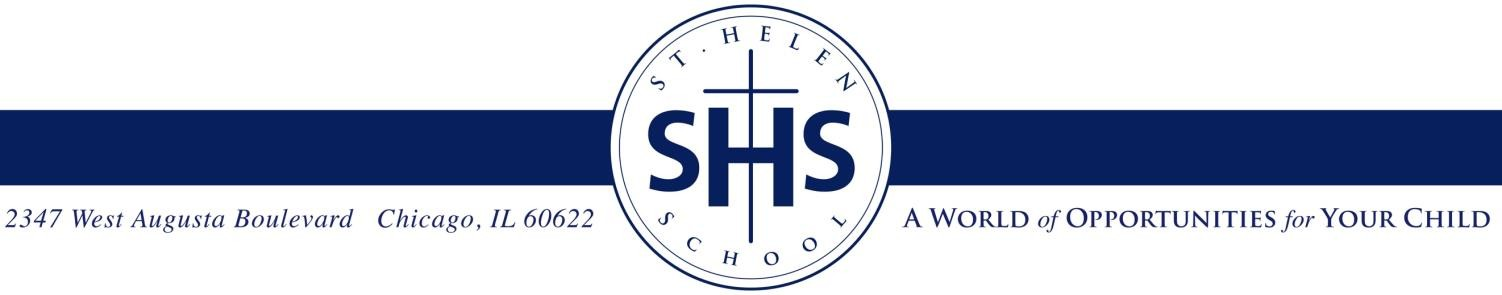 ST. HELEN
SHS
SCHOOL
2347 West Augusta Boulevard Chicago, IL 60622
A WORLD of OPPORTUNITIES for YOUR CHILD